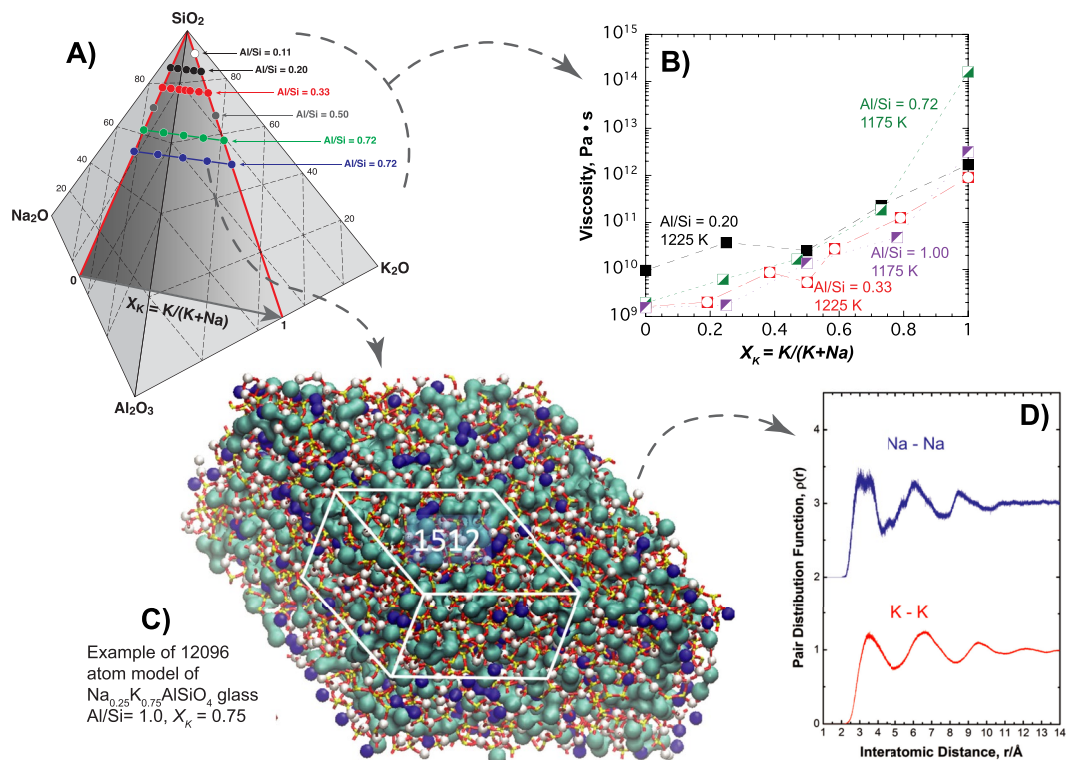 A)
SiO2
Al/Si = 0.11
Al/Si = 0.20
Al/Si = 0.33
Al/Si = 0.50
Al/Si = 0.72
Al/Si = 0.72
80
80
60
60
40
40
20
20
Na2O
K2O
0
XK = K/(K+Na)
1
Al2O3
B)
Viscosity, Pa • s
10^15
10^14
10^13
10^12
10^11
10^10
10^9
Al/Si = 0.72
1175 K
Al/Si = 0.20
1225 K
Al/Si = 1.00
1175 K
Al/Si = 0.33
1225 K
0 0.2 0.4 0.6 0.8 1
XK = K/(K+Na)
C)
Example of 12096
atom model of
Na0.25K0.75AlSiO4 glass
Al/Si= 1.0, XK = 0.75
1512
D)
Pair Distribution Function, ρ(r)
4
3
2
1
0
Na - Na
K - K
1 2 3 4 5 6 7 8 9 10 11 12 13 14
Interatomic Distance, r/Å